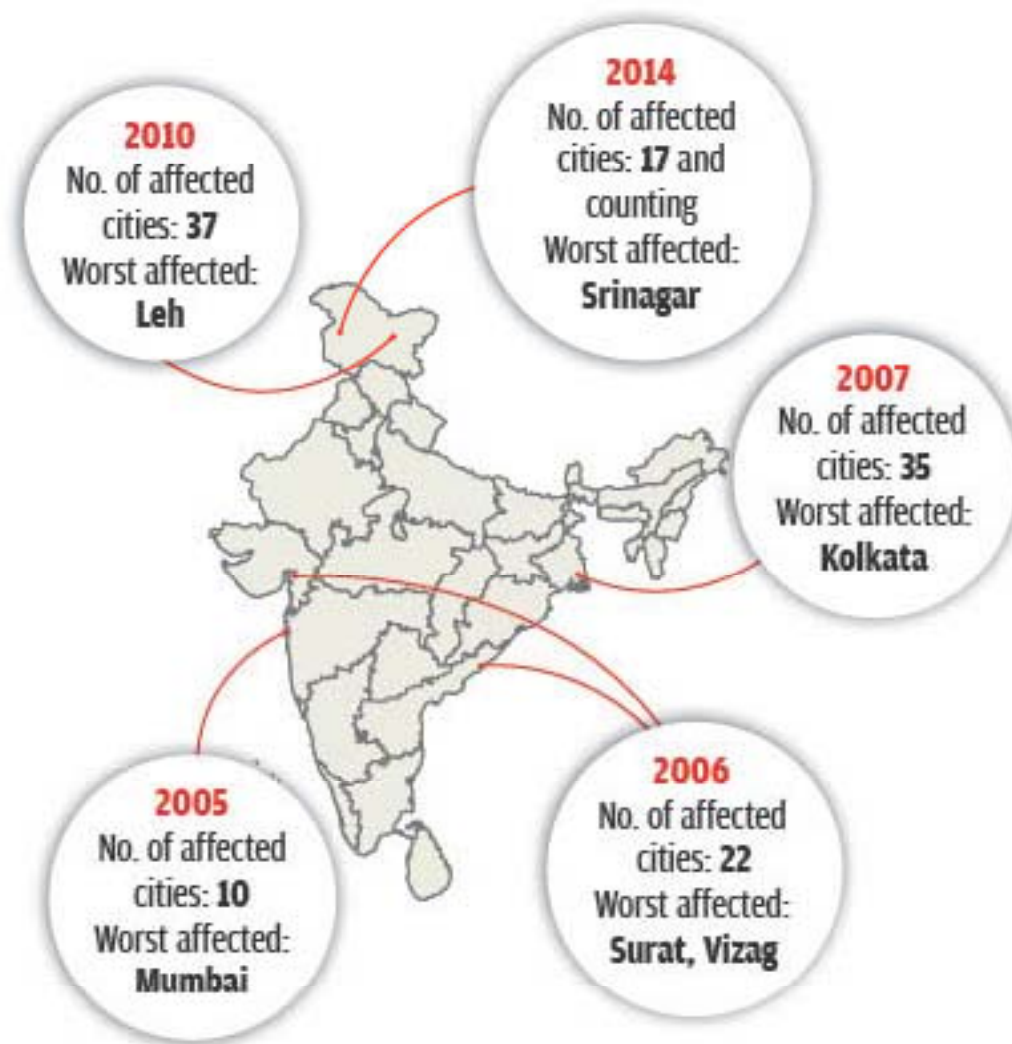 2010
No. of affected
cities: 37
Worst affected:
Leh
2014
No. of affected
cities: 17 and
counting
Worst affected:
Srinagar
2007
No. of affected
cities: 35
Worst affected:
Kolkata
2005
No. of affected
cities: 10
Worst affected:
Mumbai
2006
No. of affected
cities: 22
Worst affected:
Surat, Vizag